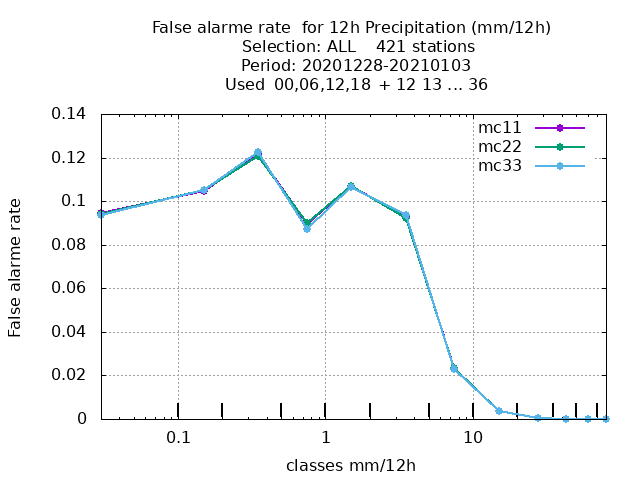 False alarme rate  for 12h Precipitation (mm/12h)
Selection: ALL    421 stations
Period: 20201228-20210103
Used  00,06,12,18  + 12 13 ... 36
0.14
0.12
0.1
0.08
0.06
0.04
0.02
0
False alarme rate
mc11
mc22
mc33
0.1
1
10
classes mm/12h